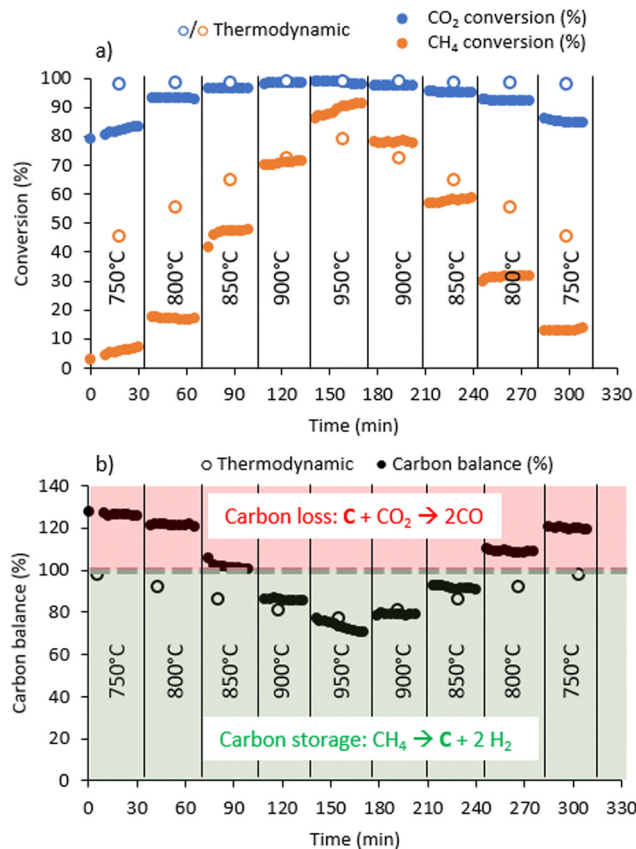 a)
○/○ Thermodynamic
● CO₂ conversion (%)
● CH₄ conversion (%)
Conversion (%)
100
90
80
70
60
50
40
30
20
10
0
750°C
800°C
850°C
900°C
950°C
900°C
850°C
800°C
750°C
0 30 60 90 120 150 180 210 240 270 300 330
Time (min)
b)
○ Thermodynamic ● Carbon balance (%)
Carbon balance (%)
140
120
100
80
60
40
20
0
Carbon loss: C + CO₂ → 2CO
750°C
800°C
850°C
900°C
950°C
900°C
850°C
800°C
750°C
Carbon storage: CH₄ → C + 2 H₂
0 30 60 90 120 150 180 210 240 270 300 330
Time (min)